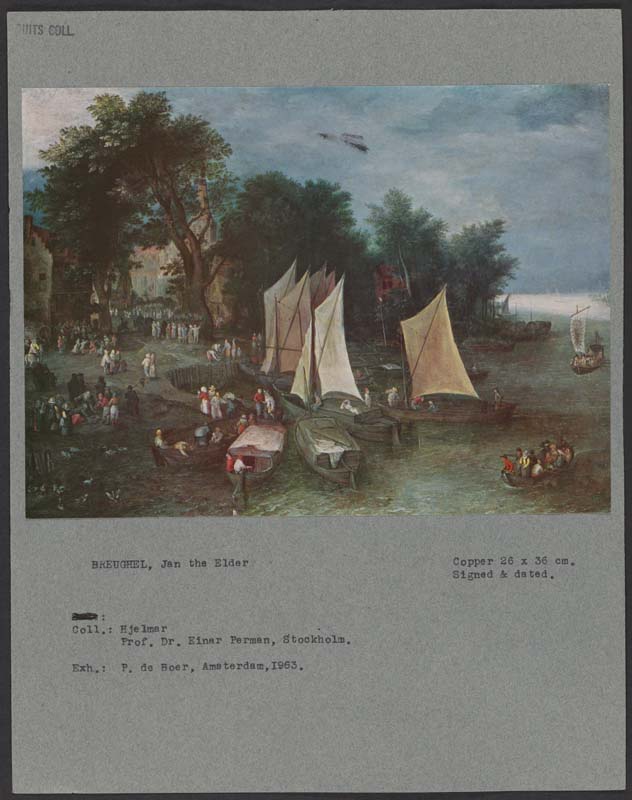 COLL.
BREUGHEL, Jan the Elder
Copper 26 x 36 cm.
Signed & dated.
:
Coll.: Hjelmar
Prof. Dr. Einar Perman, Stockholm.
Exh.: P. de Boer, Amsterdam,1963.